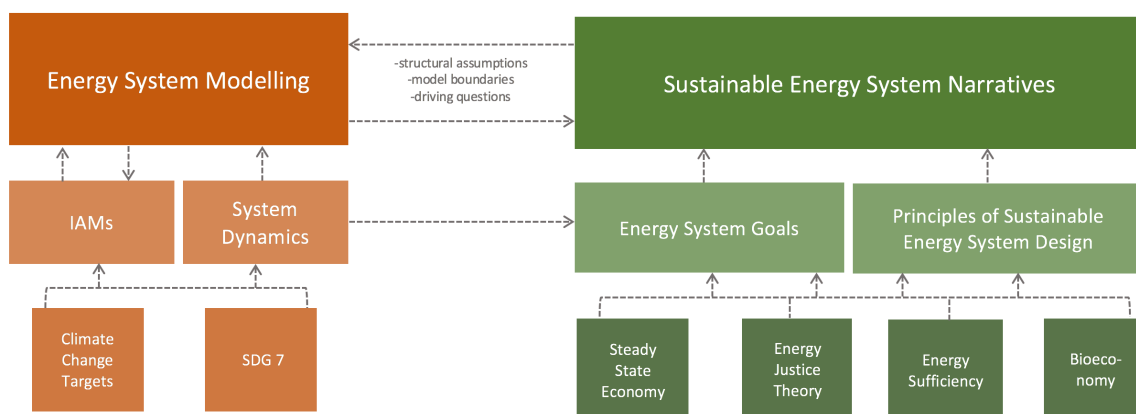 Energy System Modelling
-structural assumptions
-model boundaries
-driving questions
Sustainable Energy System Narratives
IAMs
System
Dynamics
Energy System Goals
Principles of Sustainable
Energy System Design
Climate
Change
Targets
SDG 7
Steady
State
Economy
Energy
Justice
Theory
Energy
Sufficiency
Bioeco-
nomy